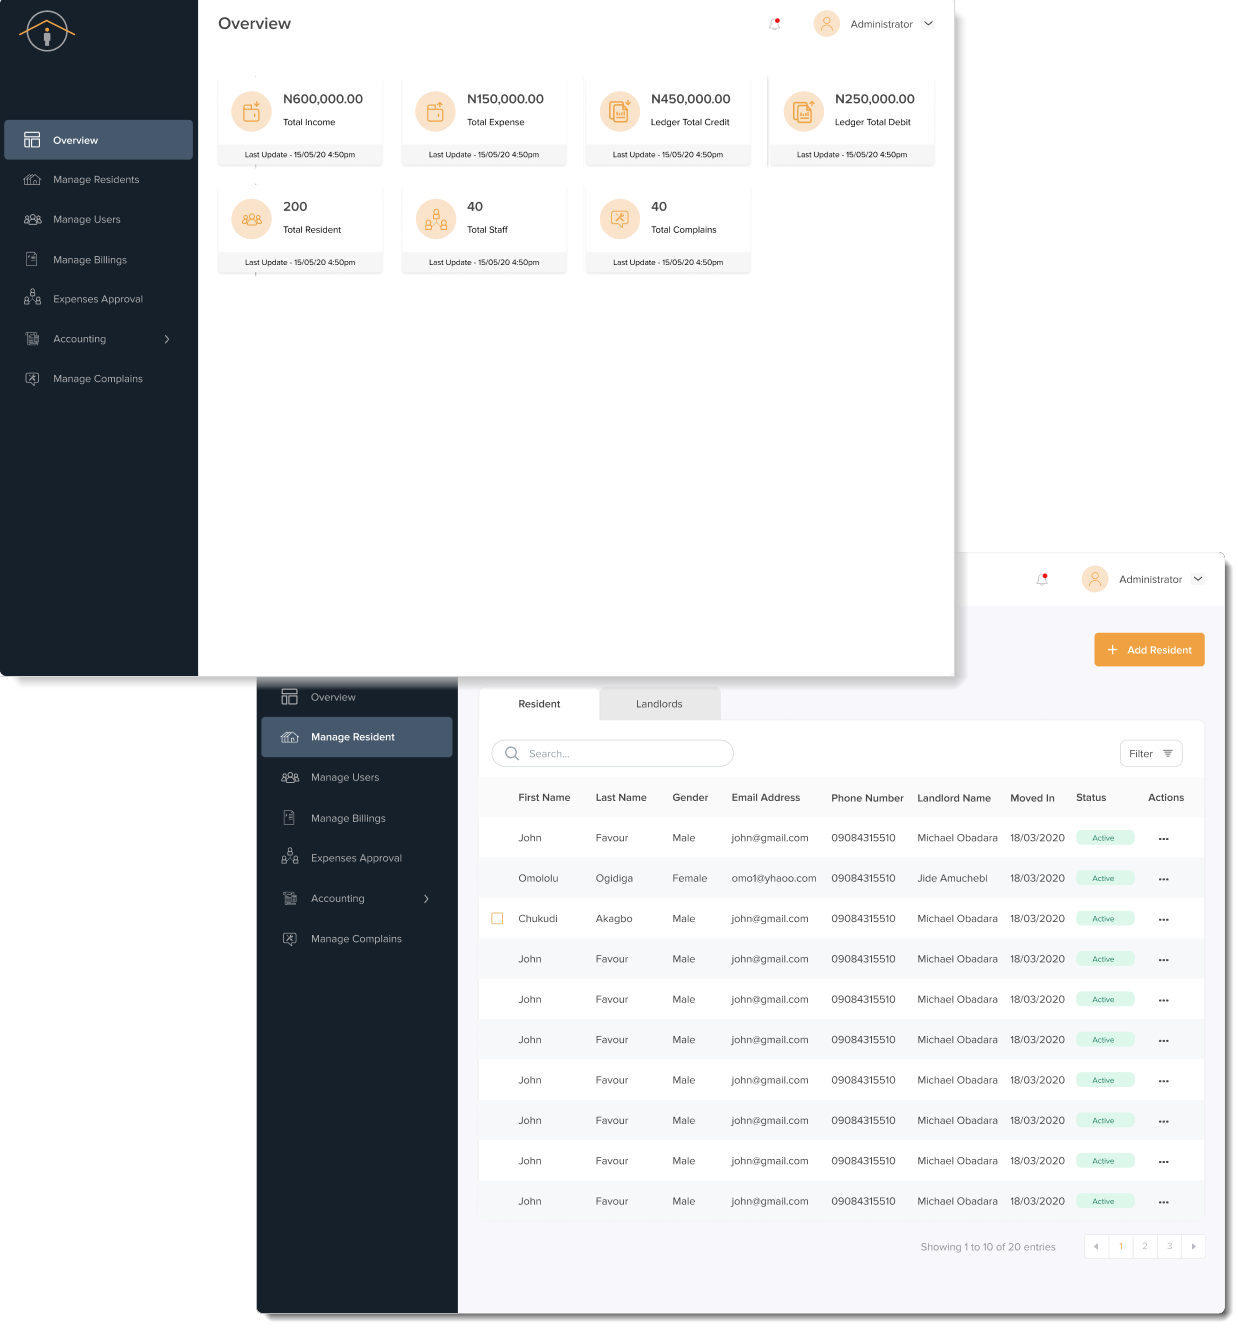 Overview
Administrator
Overview
Manage Residents
Manage Users
Manage Billings
Expenses Approval
Accounting
Manage Complains
N600,000.00
Total Income
Last Update - 15/05/20 4:50pm
N150,000.00
Total Expense
Last Update - 15/05/20 4:50pm
N450,000.00
Ledger Total Credit
Last Update - 15/05/20 4:50pm
N250,000.00
Ledger Total Debit
Last Update - 15/05/20 4:50pm
200
Total Resident
Last Update - 15/05/20 4:50pm
40
Total Staff
Last Update - 15/05/20 4:50pm
40
Total Complains
Last Update - 15/05/20 4:50pm
Administrator
+ Add Resident
Overview
Manage Resident
Manage Users
Manage Billings
Expenses Approval
Accounting
Manage Complains
Resident Landlords
Search...
Filter
First Name Last Name Gender Email Address Phone Number Landlord Name Moved In Status Actions
John Favour Male john@gmail.com 09084315510 Michael Obadara 18/03/2020 Active ...
Omololu Ogidiga Female omo1@yhaoo.com 09084315510 Jide Amuchebi 18/03/2020 Active ...
Chukudi Akagbo Male john@gmail.com 09084315510 Michael Obadara 18/03/2020 Active ...
John Favour Male john@gmail.com 09084315510 Michael Obadara 18/03/2020 Active ...
John Favour Male john@gmail.com 09084315510 Michael Obadara 18/03/2020 Active ...
John Favour Male john@gmail.com 09084315510 Michael Obadara 18/03/2020 Active ...
John Favour Male john@gmail.com 09084315510 Michael Obadara 18/03/2020 Active ...
John Favour Male john@gmail.com 09084315510 Michael Obadara 18/03/2020 Active ...
John Favour Male john@gmail.com 09084315510 Michael Obadara 18/03/2020 Active ...
John Favour Male john@gmail.com 09084315510 Michael Obadara 18/03/2020 Active ...
Showing 1 to 10 of 20 entries 1 2 3